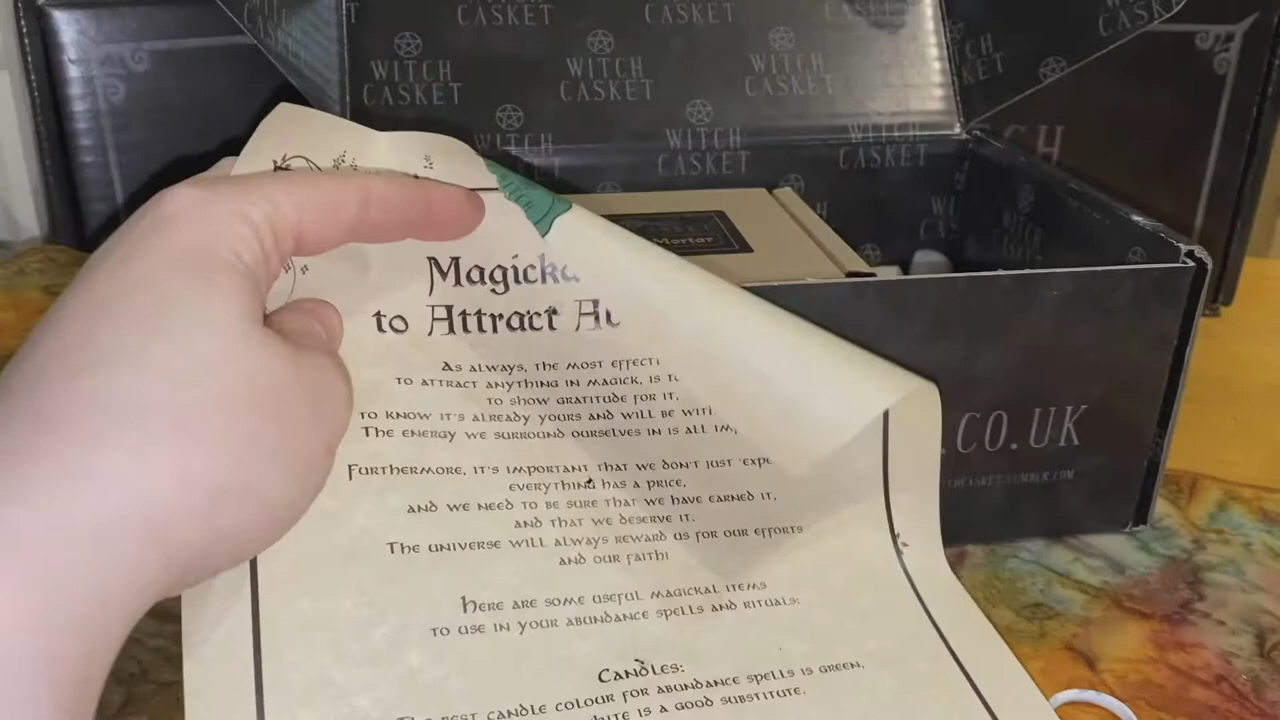 WITCH CASKET
WITCH CASKET
WITCH CASKET
WITCH CASKET
WITCH CASKET
WITCH CASKET
WITCH CASKET
Mortar
.CO.UK
Magick
to Attract
As always, the most
to attract anything in magick, is
to show gratitude for it,
to know it's already yours and will be
The energy we surround ourselves in is all
Furthermore, it's important that we don't just
everything has a price,
and we need to be sure that we have earned it,
and that we deserve it.
The universe will always reward us for our efforts
and our faith!
Here are some useful magickal items
to use in your abundance spells and rituals:
Candles:
best candle colour for abundance spells is green,
white is a good substitute.